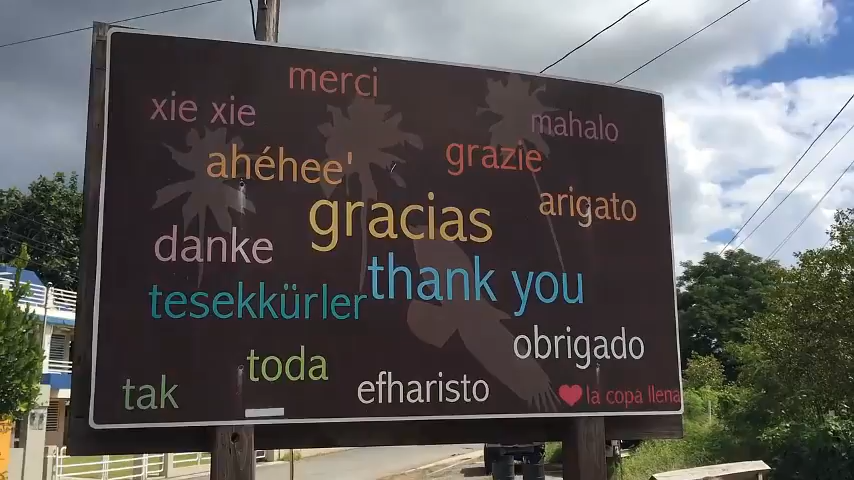 merci
xie xie
mahalo
ahéhee'
grazie
arigato
gracias
danke
thank you
tesekkürler
obrigado
toda
tak
efharisto
la copa llena